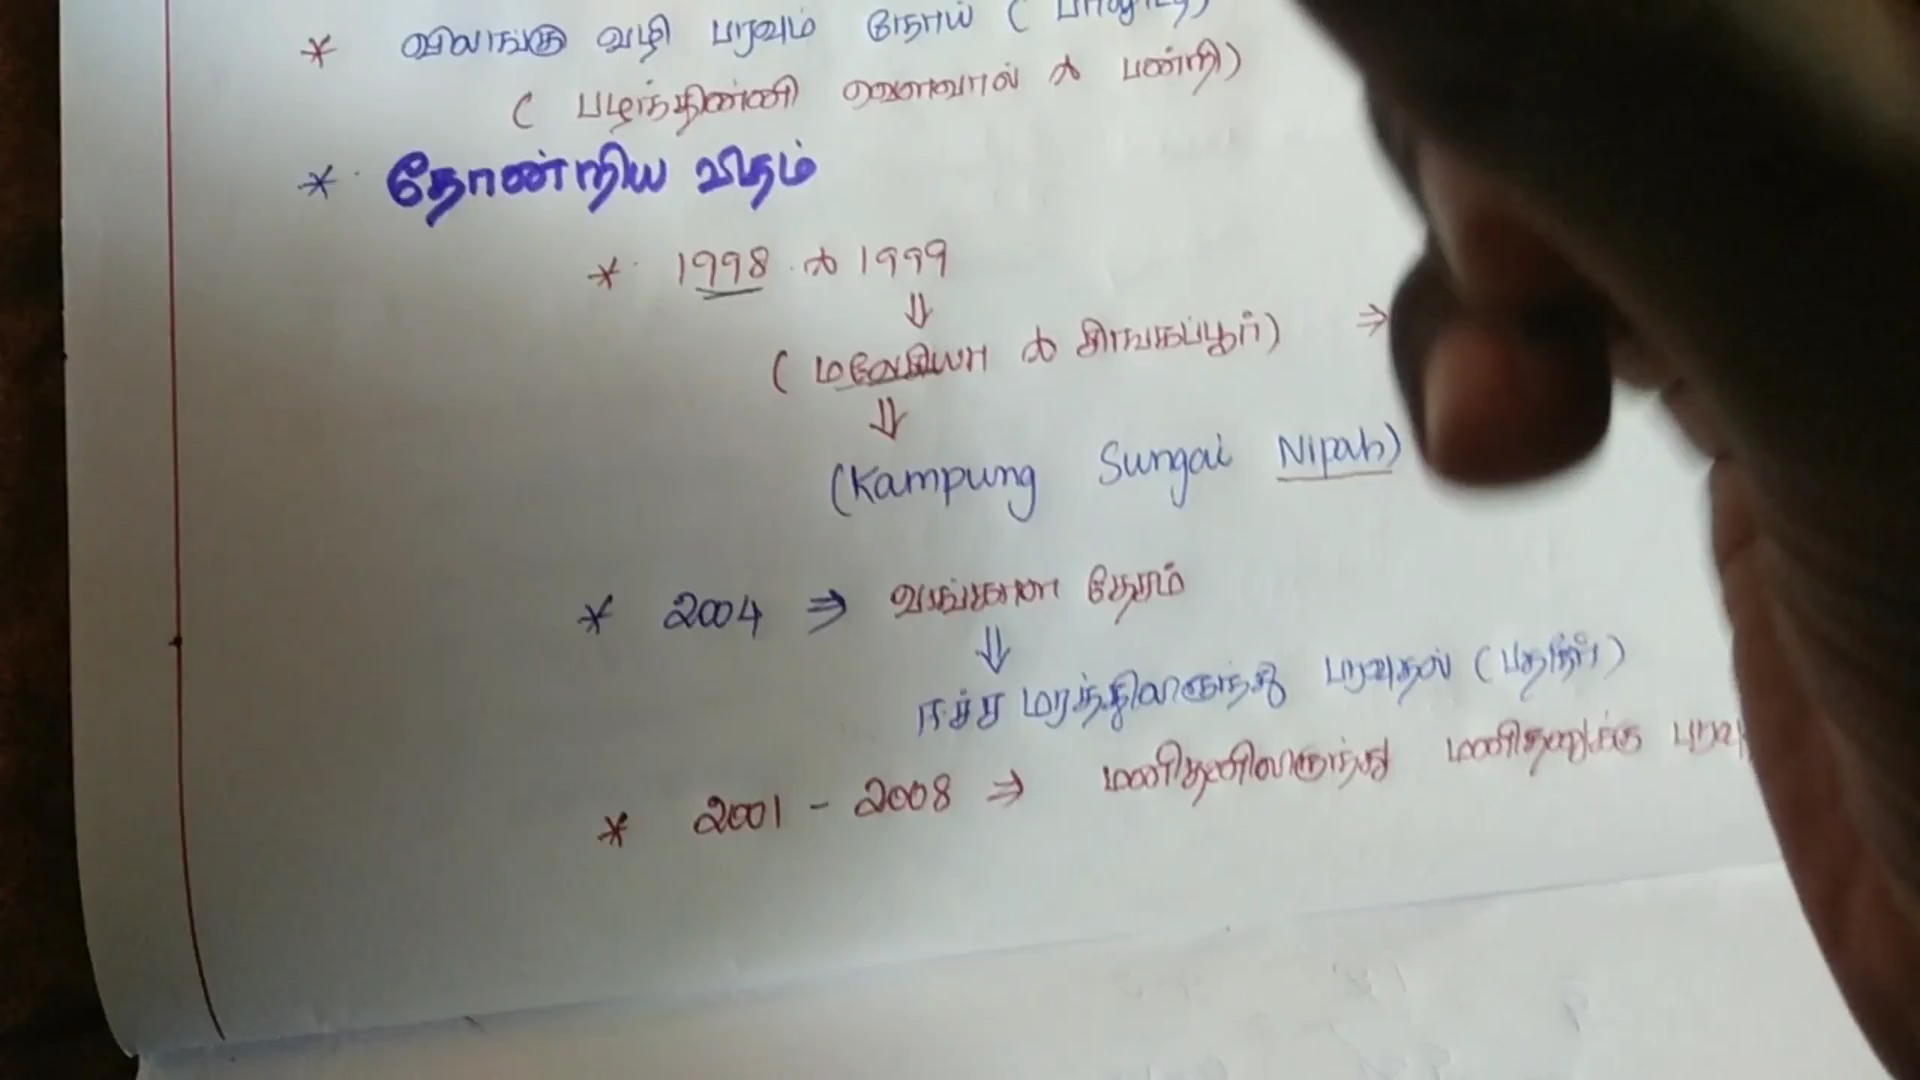 * விலங்கு வழி பரவும் நோய் (
( பழந்தின்னி வௌவால் & பன்றி)
* தோன்றிய விதம்
* 1998 & 1999
⇓
( மலேசியா & சிங்கப்பூர்) ⇒
⇓
(Kampung Sungai Nipah)
* 2004 ⇒ வங்காள தேசம்
⇓
ஈச்ச மரத்திலிருந்து பரவுதல் (பதநீர்)
* 2001 - 2008 ⇒ மனிதனிலிருந்து மனிதனுக்கு